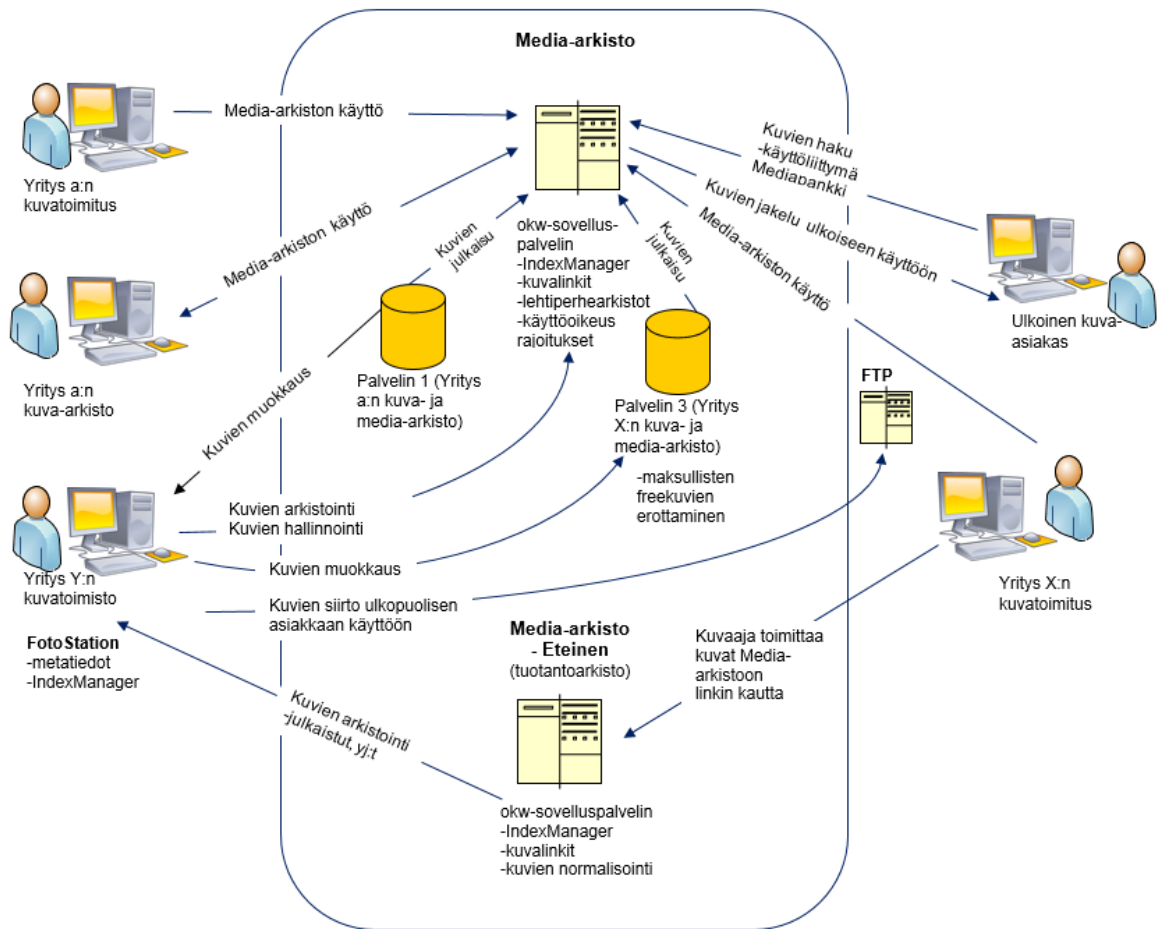 Media-arkisto
Media-arkiston käyttö
Yritys a:n
kuvatoimitus
Kuvien haku
-käyttöliittymä
Mediapankki
Kuvien jakelu ulkoiseen käyttöön
Media-arkiston käyttö
Media-arkiston käyttö
Kuvien
julkaisu
okw-sovellus-
palvelin
-IndexManager
-kuvalinkit
-lehtiperhearkistot
-käyttöoikeus
rajoitukset
Kuvien
julkaisu
Ulkoinen kuva-
asiakas
Yritys a:n
kuva-arkisto
Palvelin 1 (Yritys
a:n kuva- ja
media-arkisto)
Palvelin 3 (Yritys
X:n kuva- ja
media-arkisto)
-maksullisten
freekuvien
erottaminen
FTP
Kuvien muokkaus
Kuvien arkistointi
Kuvien hallinnointi
Kuvien muokkaus
Yritys Y:n
kuvatoimisto
Yritys X:n
kuvatoimitus
Kuvien siirto ulkopuolisen
asiakkaan käyttöön
FotoStation
-metatiedot
-IndexManager
Media-arkisto
- Eteinen
(tuotantoarkisto)
Kuvaaja toimittaa
kuvat Media-
arkistoon
linkin kautta
Kuvien arkistointi
-julkaistut, yj:t
okw-sovelluspalvelin
-IndexManager
-kuvalinkit
-kuvien normalisointi